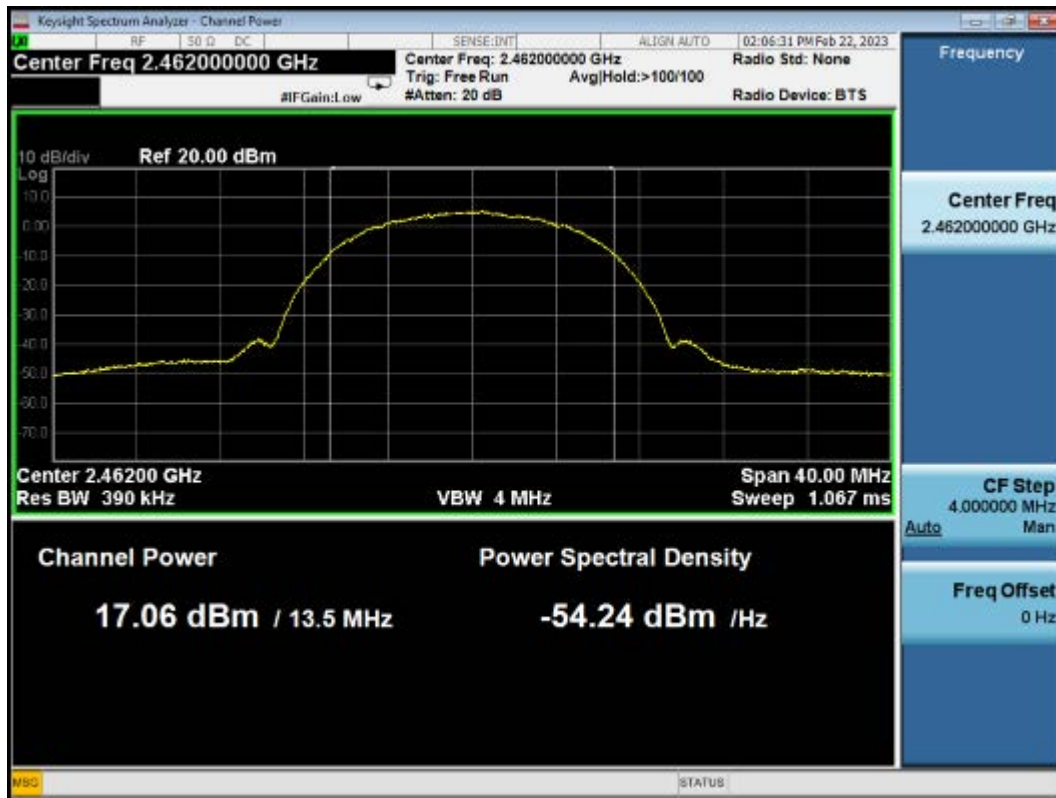 Keysight Spectrum Analyzer - Channel Power
RF 50 Ω DC SENSE:INT ALIGN AUTO 02:06:31 PM Feb 22, 2023
Center Freq 2.462000000 GHz
Center Freq: 2.462000000 GHz
Radio Std: None
Trig: Free Run Avg|Hold:>100/100
#IFGain:Low
#Atten: 20 dB
Radio Device: BTS
Frequency
10 dB/div Ref 20.00 dBm
Log
10.0
0.00
-10.0
-20.0
-30.0
-40.0
-50.0
-60.0
-70.0
Center 2.46200 GHz Span 40.00 MHz
Res BW 390 kHz VBW 4 MHz Sweep 1.067 ms
Center Freq
2.462000000 GHz
CF Step
4.000000 MHz
Auto Man
Freq Offset
0 Hz
Channel Power Power Spectral Density
17.06 dBm / 13.5 MHz -54.24 dBm /Hz
MSG STATUS